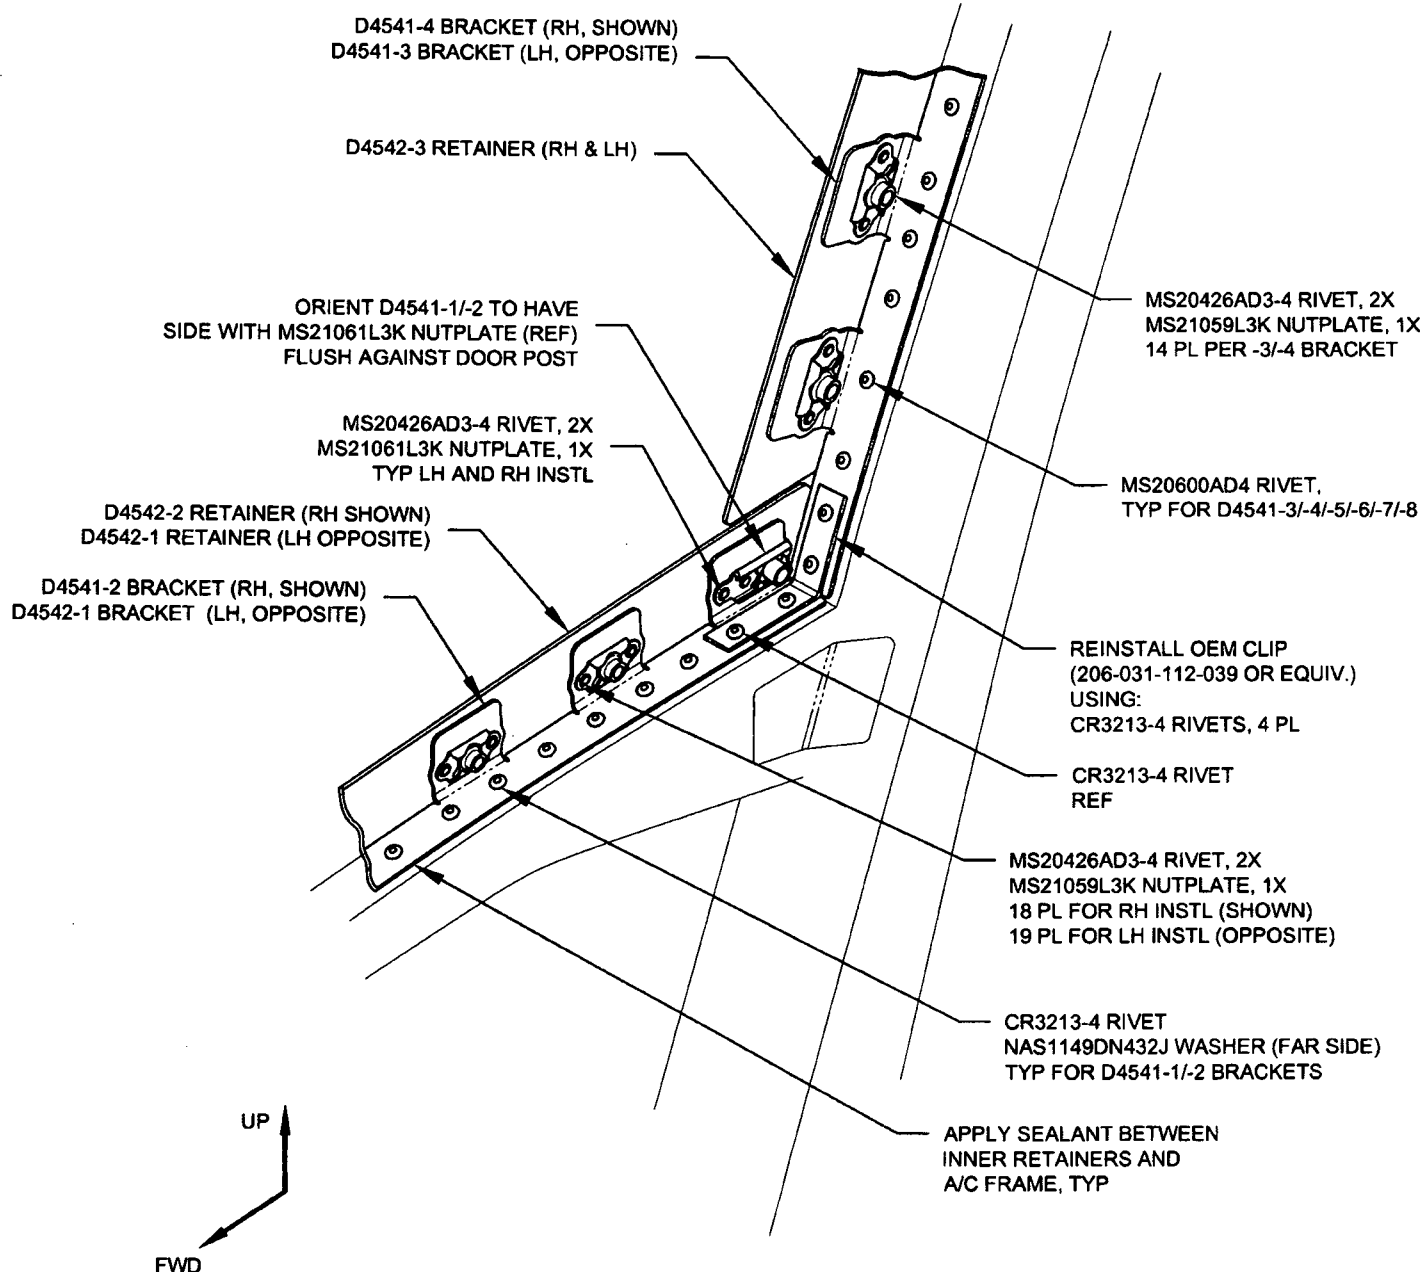 D4541-4 BRACKET (RH, SHOWN)
D4541-3 BRACKET (LH, OPPOSITE)
D4542-3 RETAINER (RH & LH)
ORIENT D4541-1/-2 TO HAVE
SIDE WITH MS21061L3K NUTPLATE (REF)
FLUSH AGAINST DOOR POST
MS20426AD3-4 RIVET, 2X
MS21061L3K NUTPLATE, 1X
TYP LH AND RH INSTL
D4542-2 RETAINER (RH SHOWN)
D4542-1 RETAINER (LH OPPOSITE)
D4541-2 BRACKET (RH, SHOWN)
D4542-1 BRACKET (LH, OPPOSITE)
MS20426AD3-4 RIVET, 2X
MS21059L3K NUTPLATE, 1X
14 PL PER -3/-4 BRACKET
MS20600AD4 RIVET,
TYP FOR D4541-3/-4/-5/-6/-7/-8
REINSTALL OEM CLIP
(206-031-112-039 OR EQUIV.)
USING:
CR3213-4 RIVETS, 4 PL
CR3213-4 RIVET
REF
MS20426AD3-4 RIVET, 2X
MS21059L3K NUTPLATE, 1X
18 PL FOR RH INSTL (SHOWN)
19 PL FOR LH INSTL (OPPOSITE)
CR3213-4 RIVET
NAS1149DN432J WASHER (FAR SIDE)
TYP FOR D4541-1/-2 BRACKETS
APPLY SEALANT BETWEEN
INNER RETAINERS AND
A/C FRAME, TYP
UP
FWD